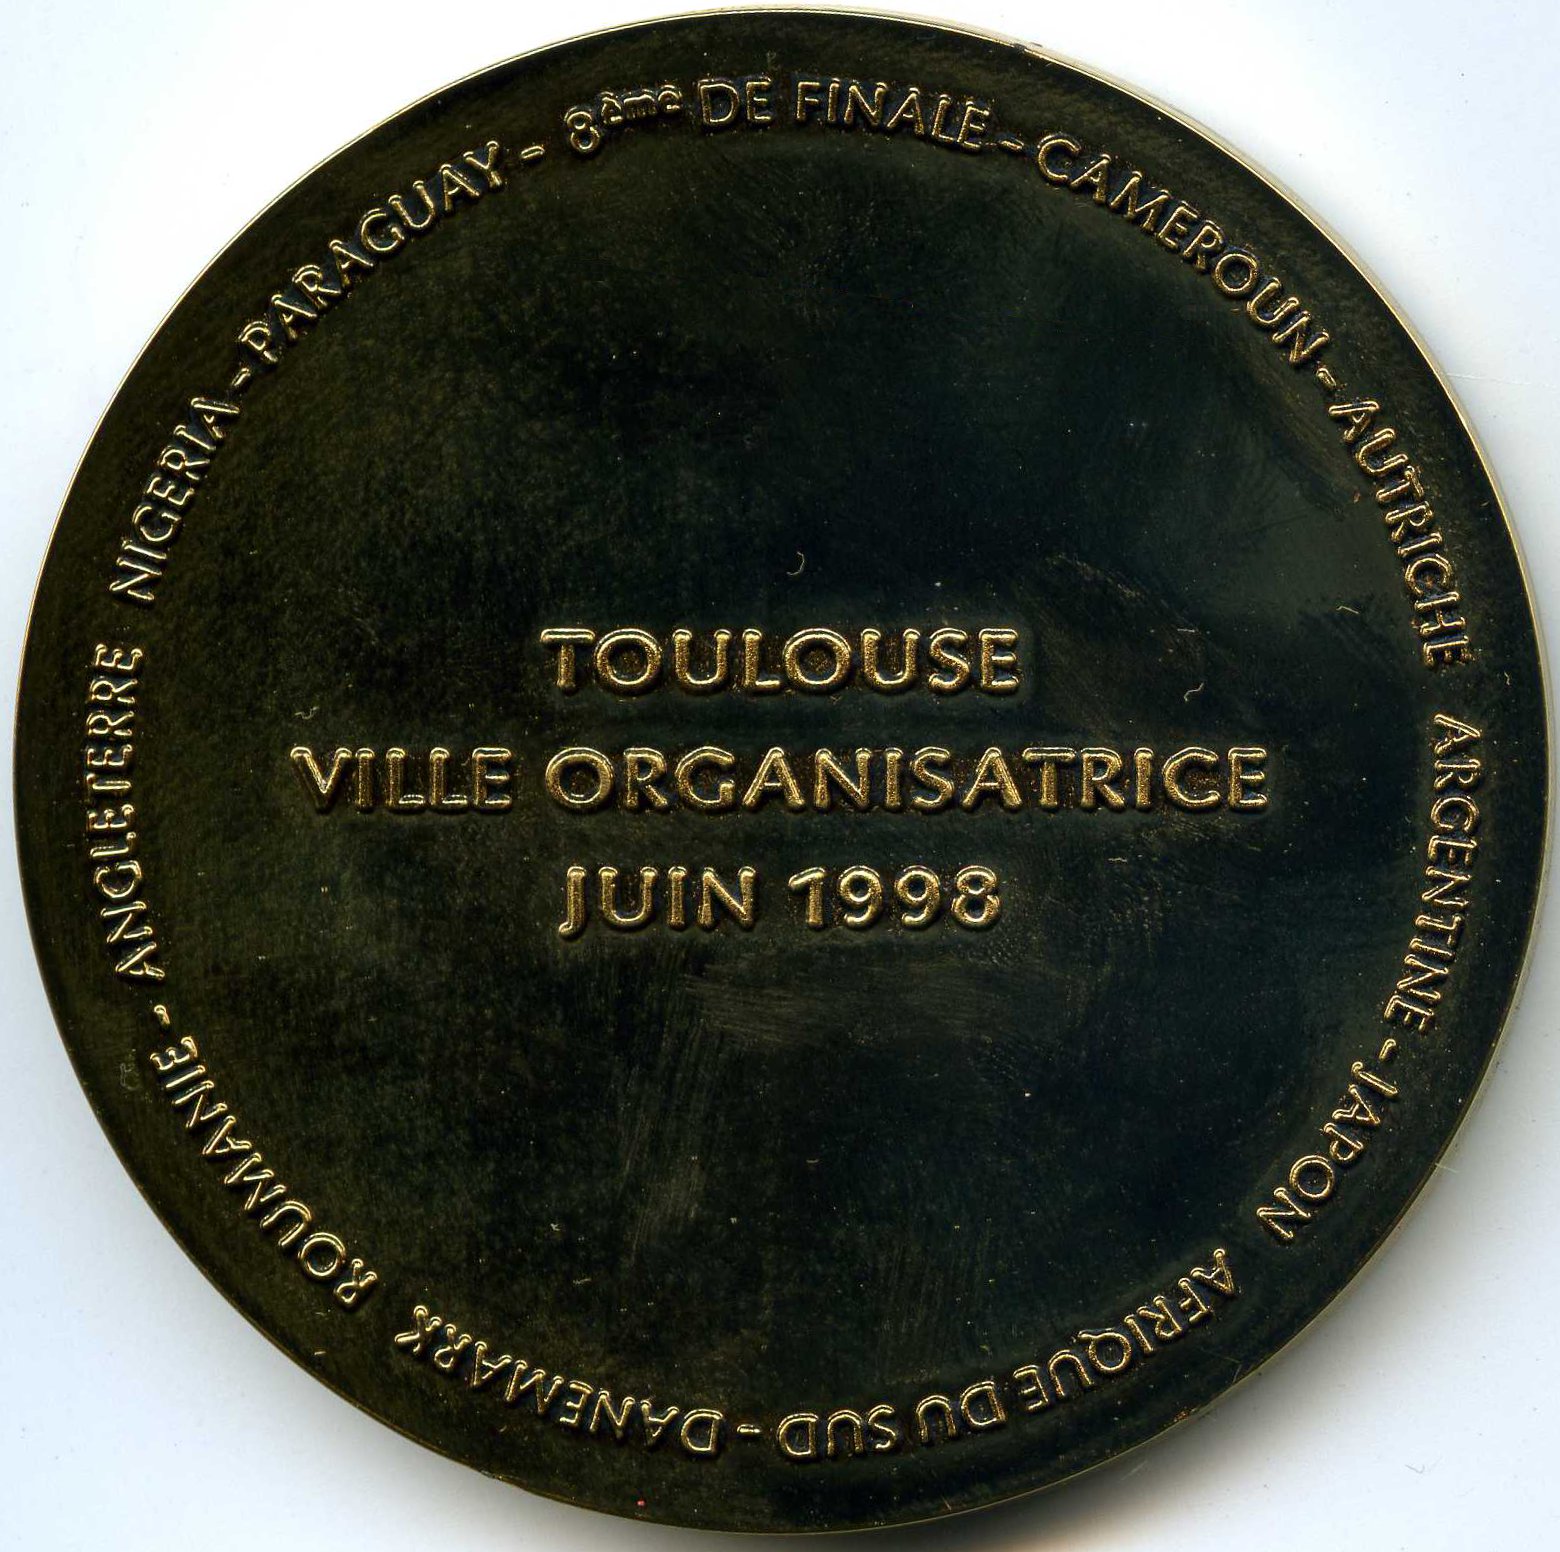 8ème DE FINALE - CAMEROUN - AUTRICHE ARGENTINE - JAPON AFRIQUE DU SUD - DANEMARK ROUMANIE - ANGLETERRE NIGERIA - PARAGUAY -
TOULOUSE
VILLE ORGANISATRICE
JUIN 1998